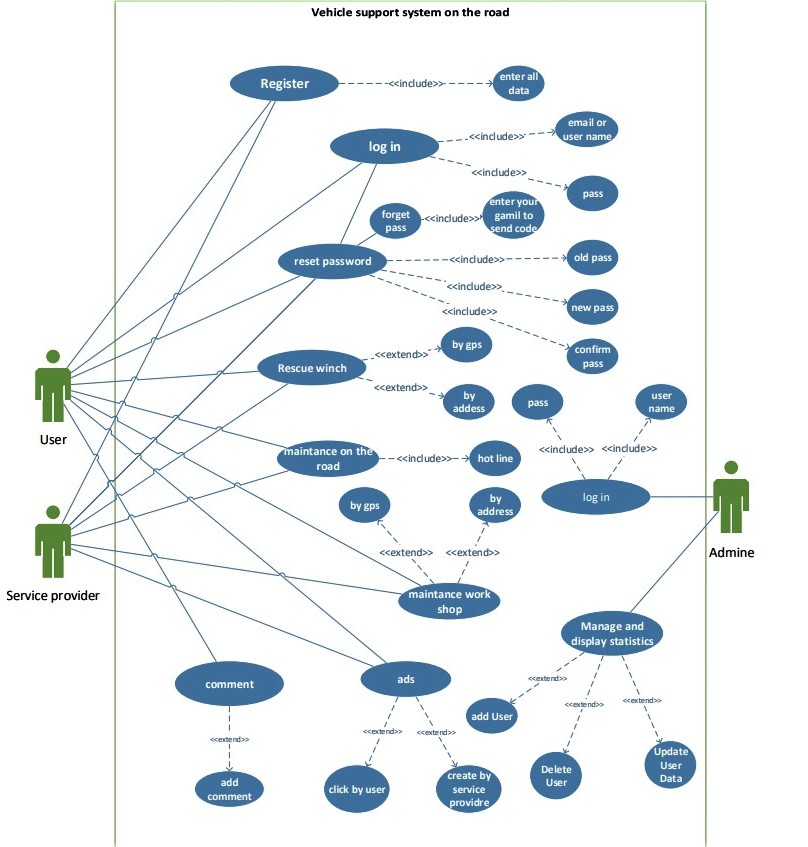 Vehicle support system on the road
Register
<<include>>
enter all
data
log in
<<include>>
email or
user name
<<include>>
pass
forget
pass
<<include>>
enter your
gamil to
send code
reset password
<<include>>
old pass
<<include>>
new pass
<<include>>
confirm
pass
User
Rescue winch
<<extend>>
by gps
<<extend>>
by
addess
pass
user
name
<<include>>
<<include>>
log in
Admine
maintance on the
road
<<include>>
hot line
by gps
by
address
<<extend>>
<<extend>>
maintance work
shop
Service provider
Manage and
display statistics
<<extend>>
<<extend>>
<<extend>>
add User
Delete
User
Update
User
Data
comment
<<extend>>
add
comment
ads
<<extend>>
<<extend>>
click by user
create by
service
providre